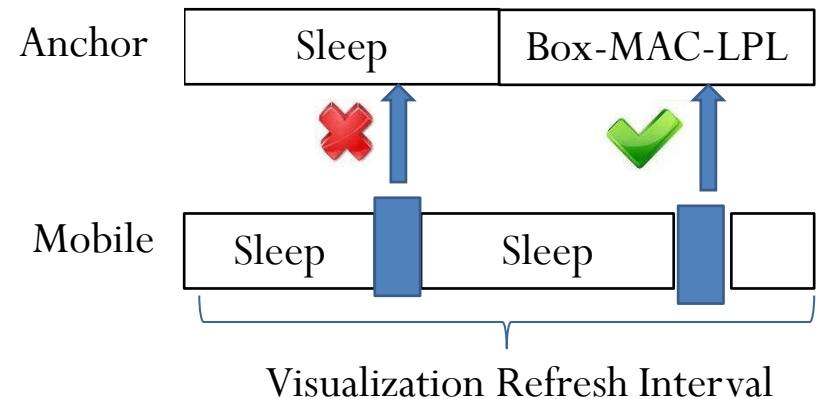 Anchor
Sleep
Box-MAC-LPL
Mobile
Sleep
Sleep
Visualization Refresh Interval